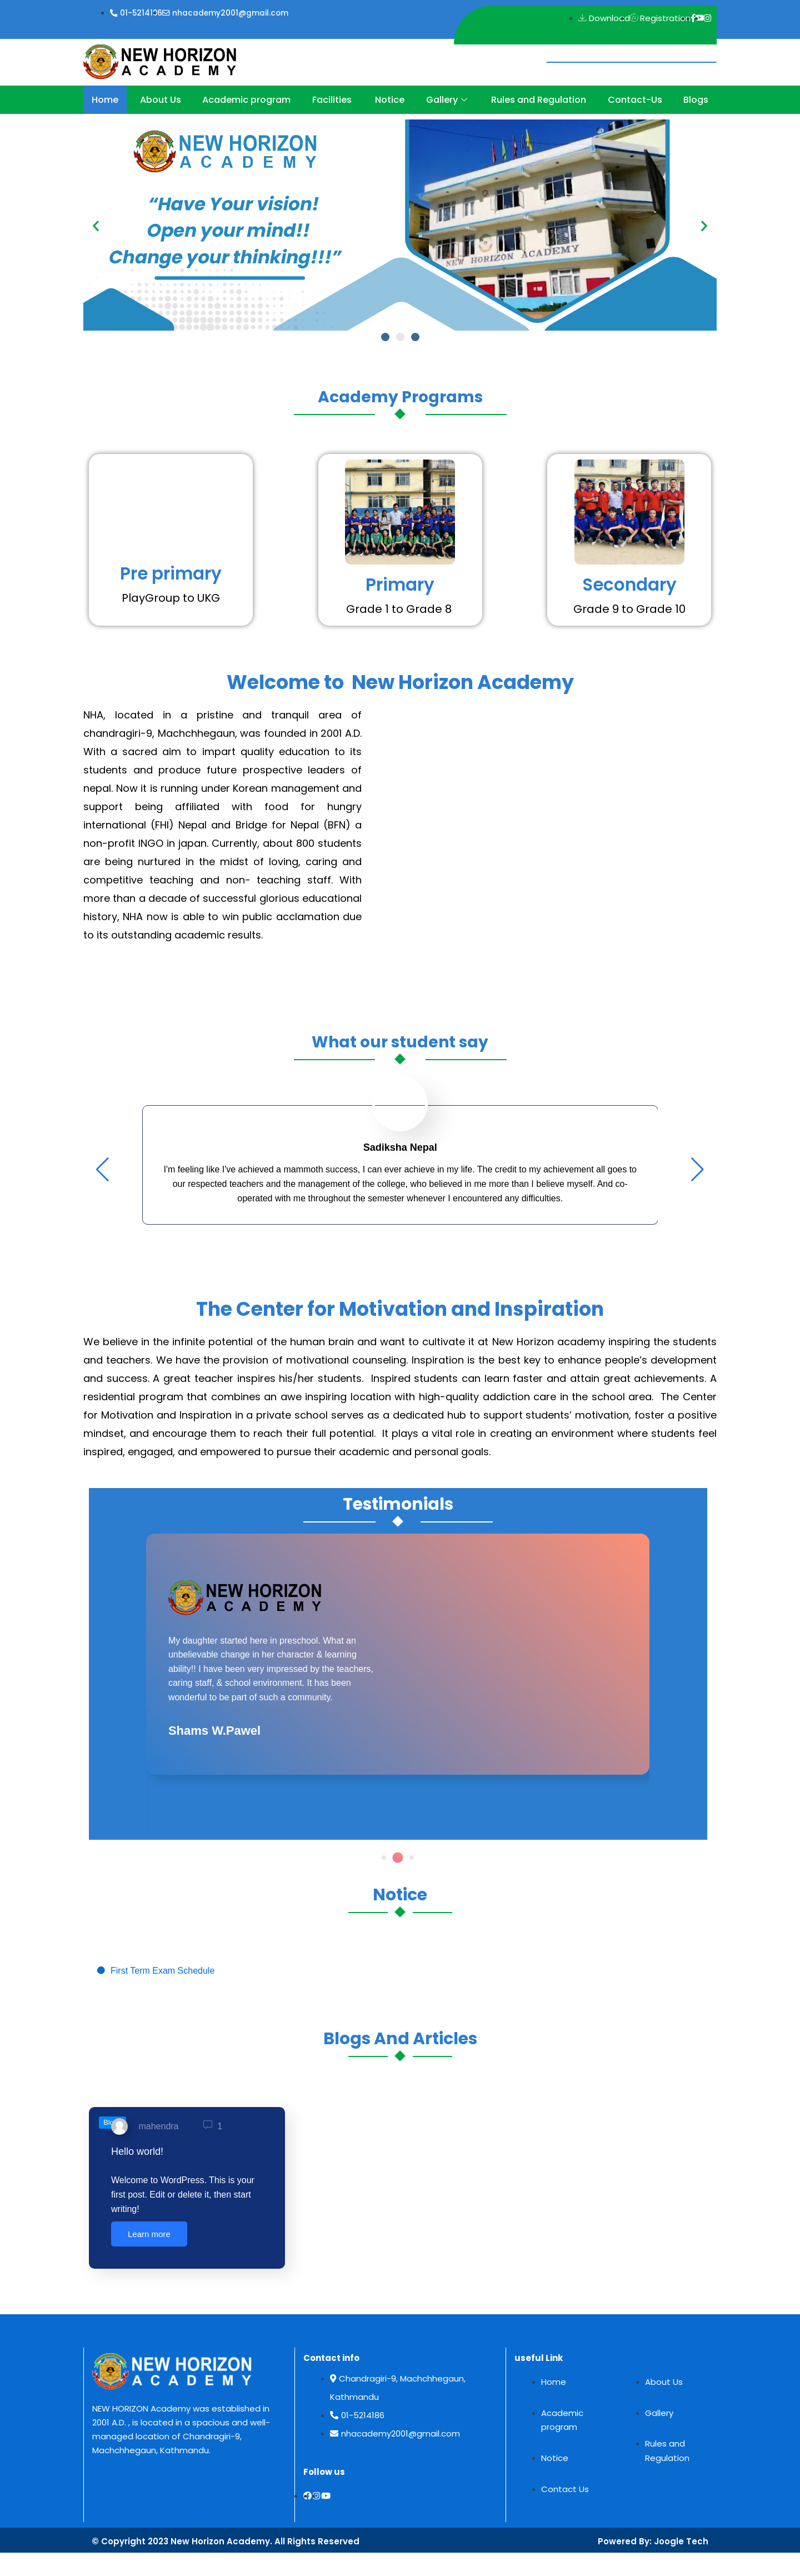 01-5214186 nhacademy2001@gmail.com
Download Registration
NEW HORIZON
ACADEMY
Home About Us Academic program Facilities Notice Gallery Rules and Regulation Contact-Us Blogs
NEW HORIZON
ACADEMY
“Have Your vision!
Open your mind!!
Change your thinking!!!”
NEW HORIZON ACADEMY
Academy Programs
Pre primary
PlayGroup to UKG
Primary
Grade 1 to Grade 8
Secondary
Grade 9 to Grade 10
Welcome to New Horizon Academy
NHA, located in a pristine and tranquil area of
chandragiri-9, Machchhegaun, was founded in 2001 A.D.
With a sacred aim to impart quality education to its
students and produce future prospective leaders of
nepal. Now it is running under Korean management and
support being affiliated with food for hungry
international (FHI) Nepal and Bridge for Nepal (BFN) a
non-profit INGO in japan. Currently, about 800 students
are being nurtured in the midst of loving, caring and
competitive teaching and non- teaching staff. With
more than a decade of successful glorious educational
history, NHA now is able to win public acclamation due
to its outstanding academic results.
What our student say
Sadiksha Nepal
I'm feeling like I've achieved a mammoth success, I can ever achieve in my life. The credit to my achievement all goes to
our respected teachers and the management of the college, who believed in me more than I believe myself. And co-
operated with me throughout the semester whenever I encountered any difficulties.
The Center for Motivation and Inspiration
We believe in the infinite potential of the human brain and want to cultivate it at New Horizon academy inspiring the students
and teachers. We have the provision of motivational counseling. Inspiration is the best key to enhance people’s development
and success. A great teacher inspires his/her students. Inspired students can learn faster and attain great achievements. A
residential program that combines an awe inspiring location with high-quality addiction care in the school area. The Center
for Motivation and Inspiration in a private school serves as a dedicated hub to support students’ motivation, foster a positive
mindset, and encourage them to reach their full potential. It plays a vital role in creating an environment where students feel
inspired, engaged, and empowered to pursue their academic and personal goals.
Testimonials
NEW HORIZON
ACADEMY
My daughter started here in preschool. What an
unbelievable change in her character & learning
ability!! I have been very impressed by the teachers,
caring staff, & school environment. It has been
wonderful to be part of such a community.
Shams W.Pawel
Notice
First Term Exam Schedule
Blogs And Articles
mahendra 1
Hello world!
Welcome to WordPress. This is your
first post. Edit or delete it, then start
writing!
Learn more
NEW HORIZON
ACADEMY
NEW HORIZON Academy was established in
2001 A.D. , is located in a spacious and well-
managed location of Chandragiri-9,
Machchhegaun, Kathmandu.
Contact info
Chandragiri-9, Machchhegaun,
Kathmandu
01-5214186
nhacademy2001@gmail.com
Follow us
useful Link
Home
Academic
program
Notice
Contact Us
About Us
Gallery
Rules and
Regulation
© Copyright 2023 New Horizon Academy. All Rights Reserved
Powered By: Joogle Tech